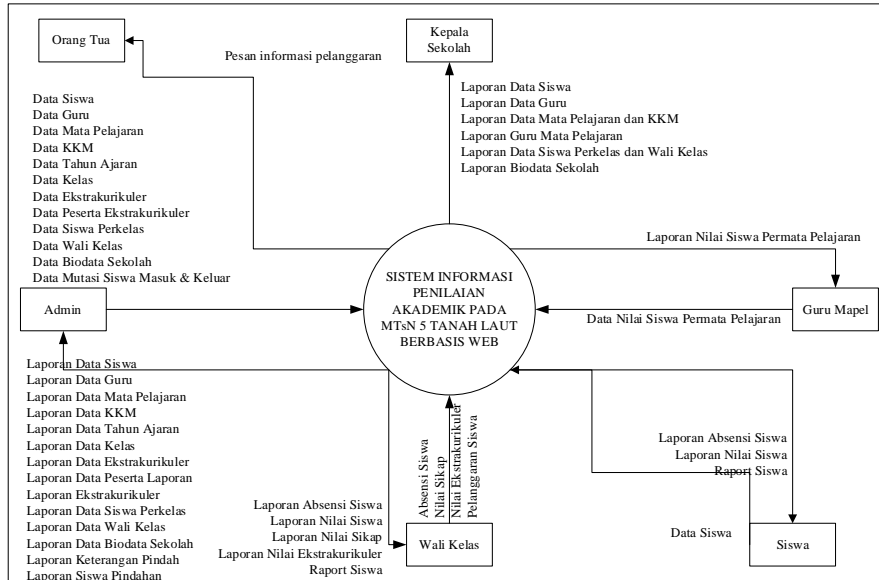 Orang Tua
Pesan informasi pelanggaran
Kepala
Sekolah
Laporan Data Siswa
Laporan Data Guru
Laporan Data Mata Pelajaran dan KKM
Laporan Guru Mata Pelajaran
Laporan Data Siswa Perkelas dan Wali Kelas
Laporan Biodata Sekolah
Data Siswa
Data Guru
Data Mata Pelajaran
Data KKM
Data Tahun Ajaran
Data Kelas
Data Ekstrakurikuler
Data Peserta Ekstrakurikuler
Data Siswa Perkelas
Data Wali Kelas
Data Biodata Sekolah
Data Mutasi Siswa Masuk & Keluar
Admin
SISTEM INFORMASI
PENILAIAN
AKADEMIK PADA
MTsN 5 TANAH LAUT
BERBASIS WEB
Laporan Nilai Siswa Permata Pelajaran
Guru Mapel
Data Nilai Siswa Permata Pelajaran
Laporan Data Siswa
Laporan Data Guru
Laporan Data Mata Pelajaran
Laporan Data KKM
Laporan Data Tahun Ajaran
Laporan Data Kelas
Laporan Data Ekstrakurikuler
Laporan Data Peserta Laporan
Laporan Ekstrakurikuler
Laporan Data Siswa Perkelas
Laporan Data Wali Kelas
Laporan Data Biodata Sekolah
Laporan Keterangan Pindah
Laporan Siswa Pindahan
Laporan Absensi Siswa
Laporan Nilai Siswa
Laporan Nilai Sikap
Laporan Nilai Ekstrakurikuler
Raport Siswa
Absensi Siswa
Nilai Sikap
Nilai Ekstrakurikuler
Pelanggaran Siswa
Wali Kelas
Laporan Absensi Siswa
Laporan Nilai Siswa
Raport Siswa
Data Siswa
Siswa